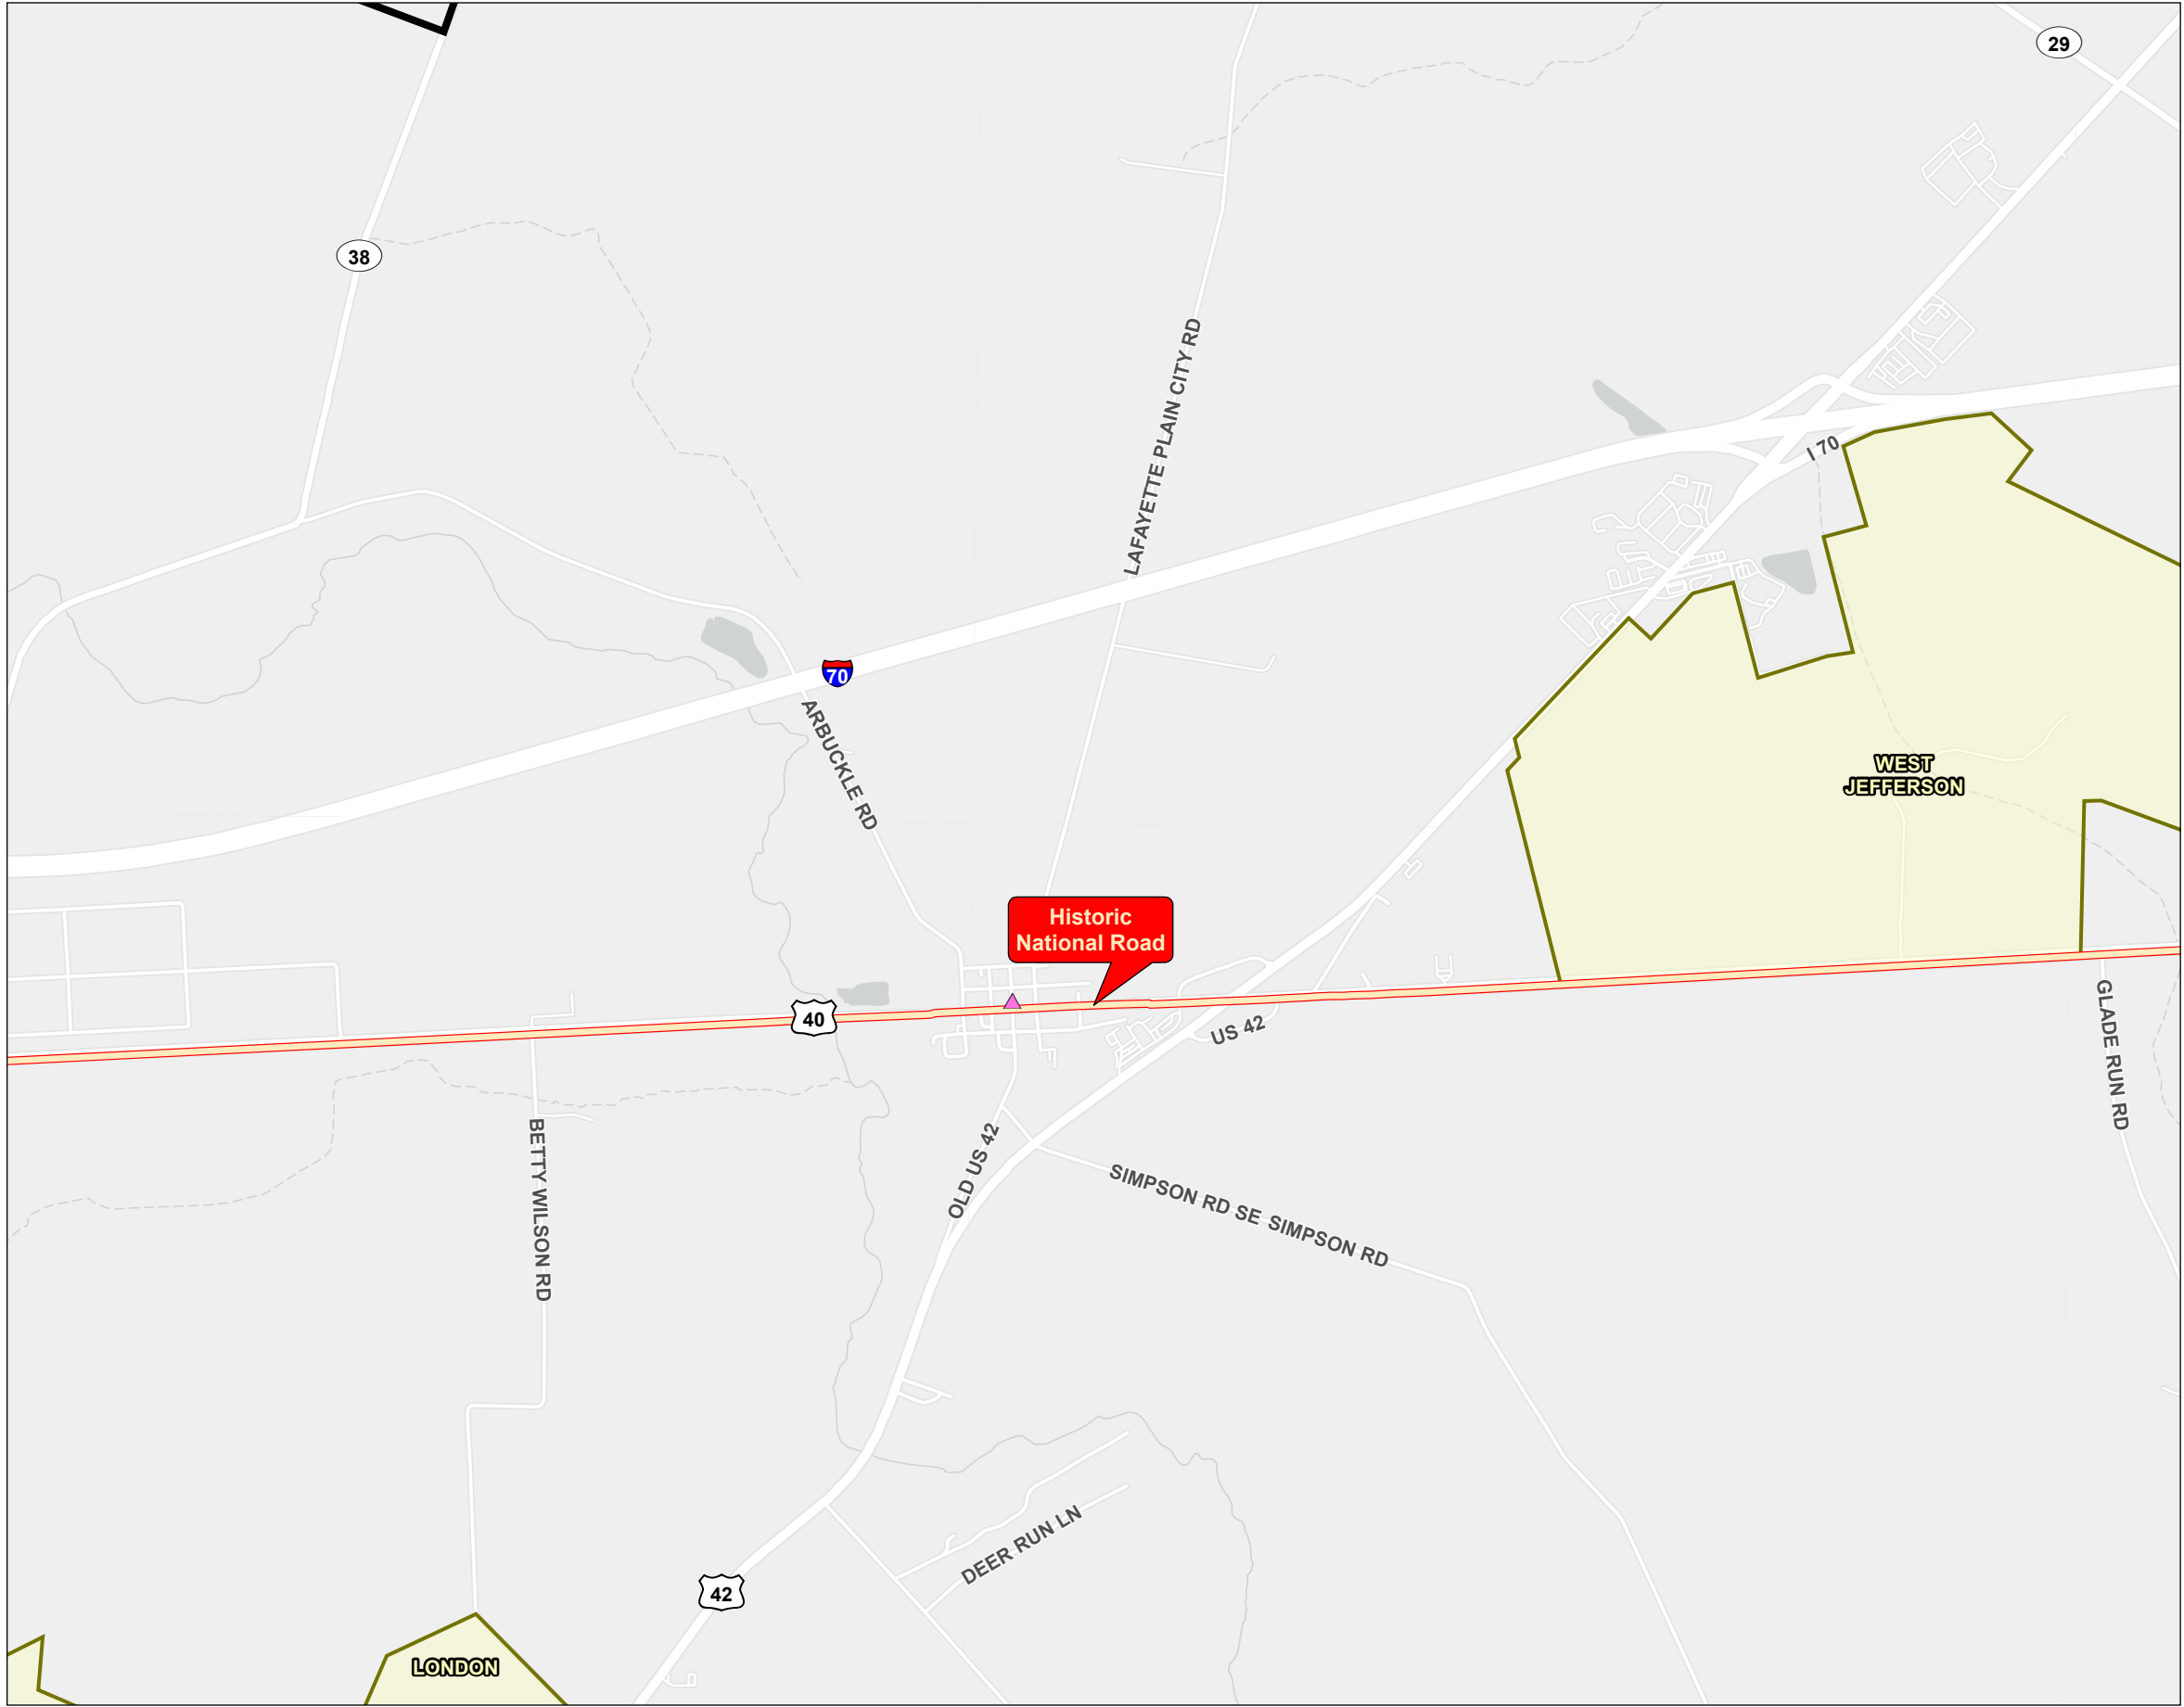 29
38
LAFAYETTE PLAIN CITY RD
I 70
70
ARBUCKLE RD
WEST
JEFFERSON
Historic
National Road
40
US 42
GLADE RUN RD
BETTY WILSON RD
OLD US 42
SIMPSON RD SE
SIMPSON RD
DEER RUN LN
42
LONDON